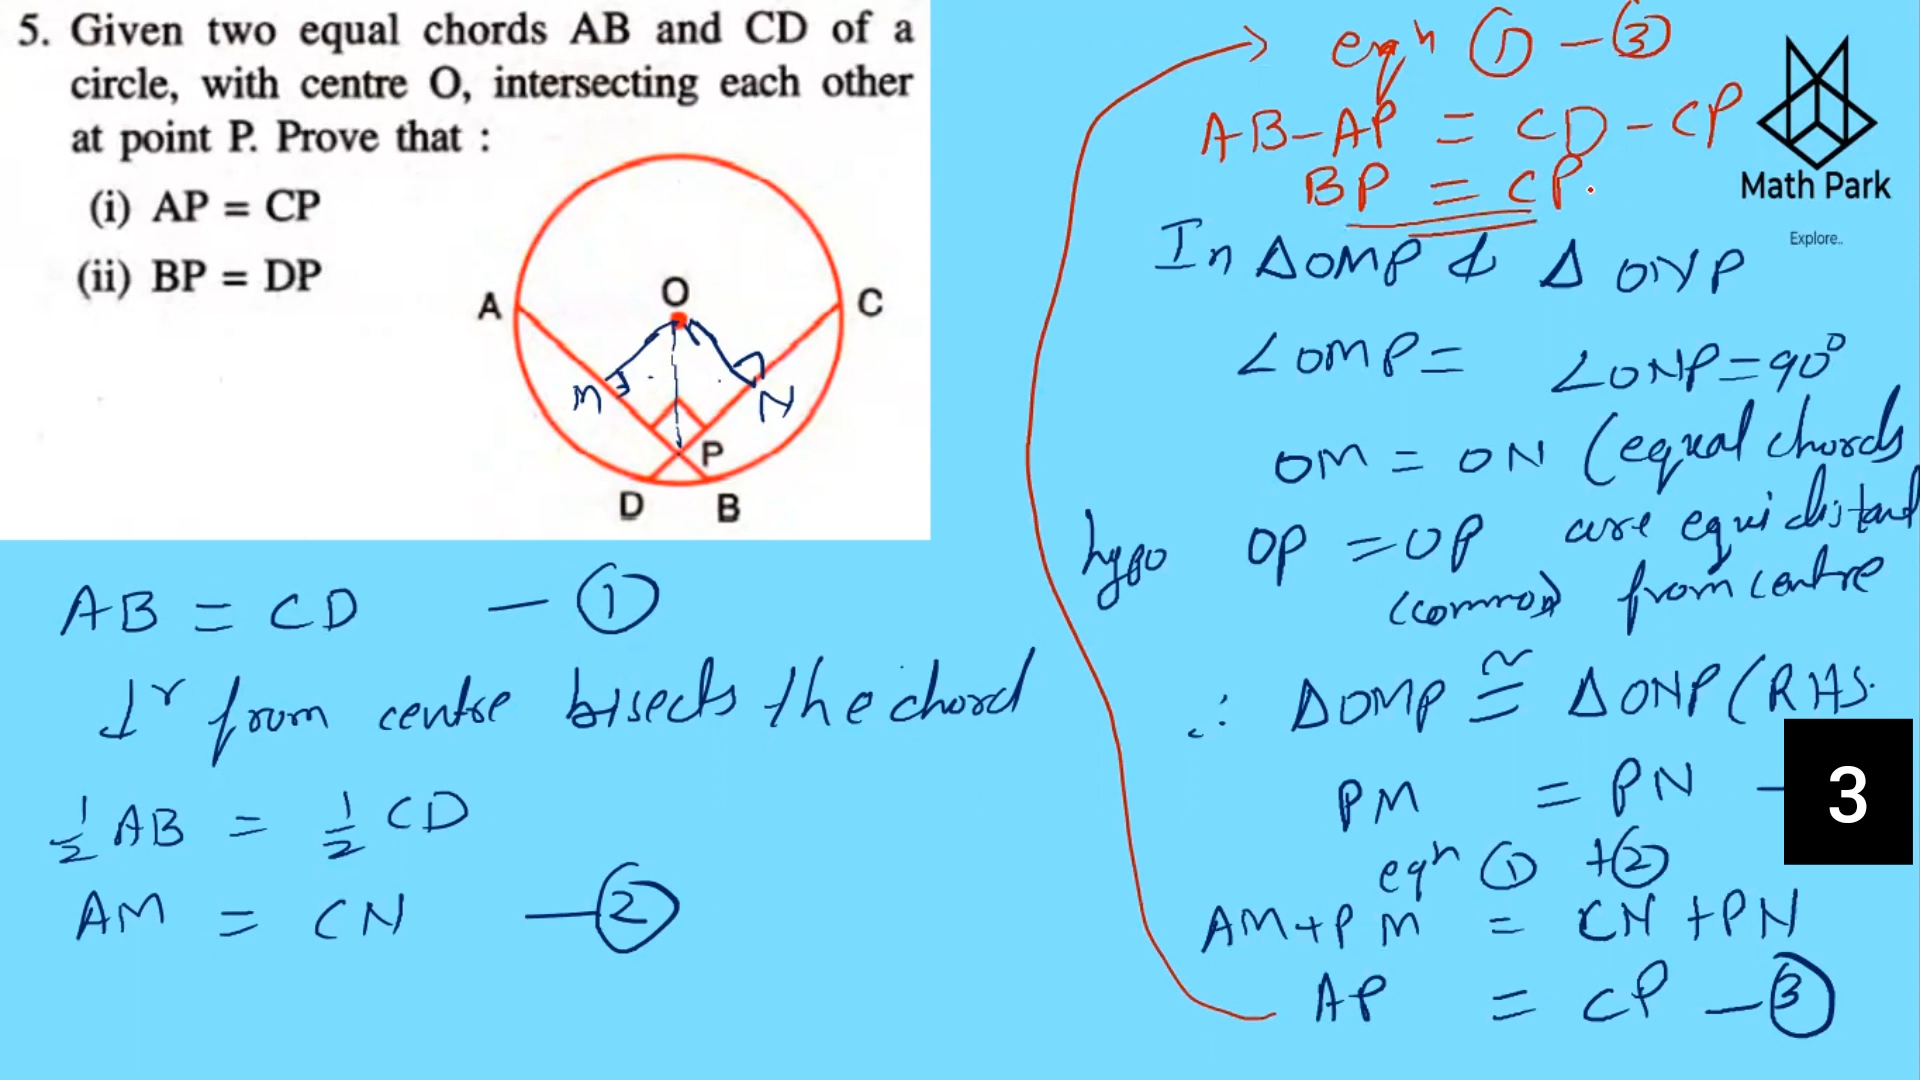 5. Given two equal chords AB and CD of a
circle, with centre O, intersecting each other
at point P. Prove that :
(i) AP = CP
(ii) BP = DP
A
O
C
M
N
P
D
B
AB = CD — ①
⊥r from centre bisects the chord
1/2 AB = 1/2 CD
AM = CN — ②
eqn ① – ③
AB–AP = CD – CP
BP = CP.
Math Park
Explore..
In ΔOMP & Δ ONP
∠OMP = ∠ONP = 90°
OM = ON (equal chords
are equidistant
from centre
hypo OP = OP
(common)
∴ ΔOMP ≅ ΔONP (RHS.
PM = PN –
3
eqn ① + ②
AM+PM = CN +PN
AP = CP — ③